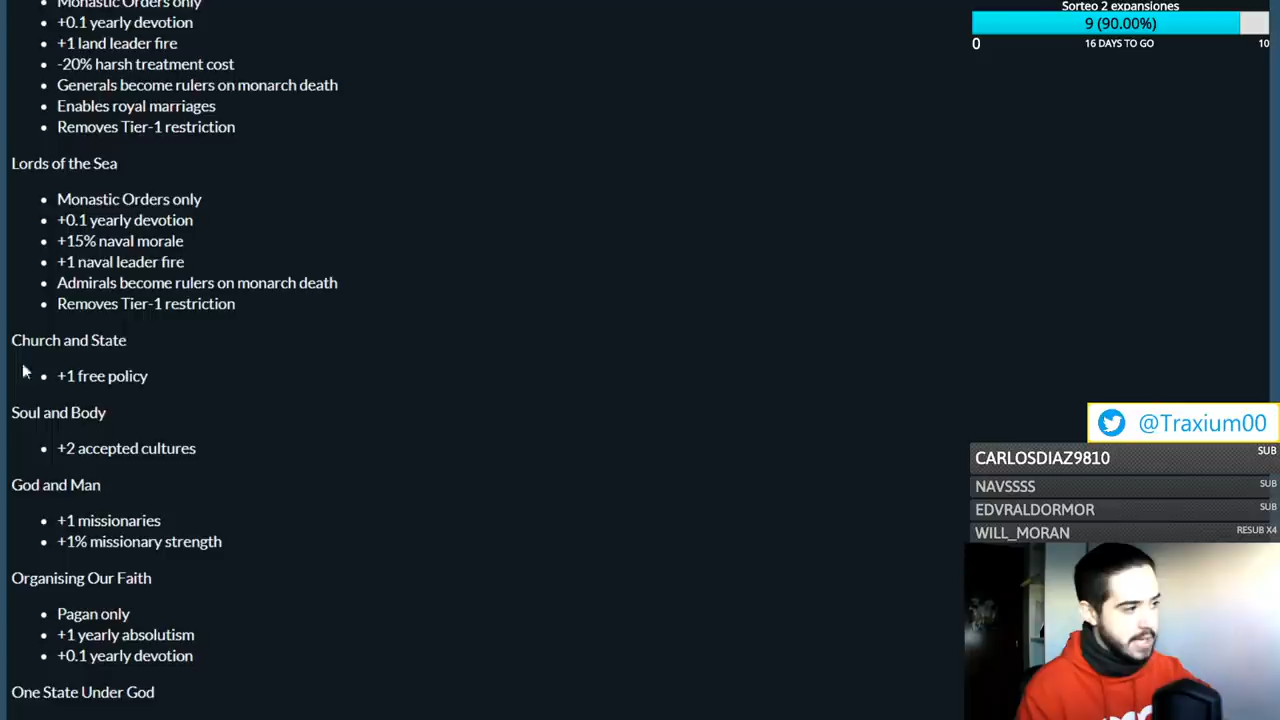 Monastic Orders only
+0.1 yearly devotion
+1 land leader fire
-20% harsh treatment cost
Generals become rulers on monarch death
Enables royal marriages
Removes Tier-1 restriction
Lords of the Sea
Monastic Orders only
+0.1 yearly devotion
+15% naval morale
+1 naval leader fire
Admirals become rulers on monarch death
Removes Tier-1 restriction
Church and State
+1 free policy
Soul and Body
+2 accepted cultures
God and Man
+1 missionaries
+1% missionary strength
Organising Our Faith
Pagan only
+1 yearly absolutism
+0.1 yearly devotion
One State Under God
Sorteo 2 expansiones
9 (90.00%)
0 16 DAYS TO GO 10
@Traxium00
CARLOSDIAZ9810 SUB
NAVSSSS SUB
EDVRALDORMOR SUB
WILL_MORAN RESUB X4